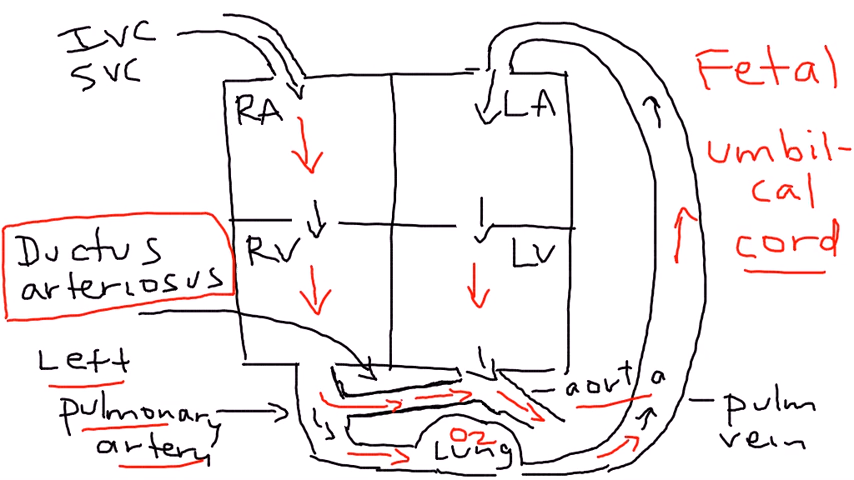 IVC
SVC
Fetal
RA
LA
umbil-
cal
cord
RV
LV
Ductus
arteriosus
Left
pulmonary
artery
aorta
pulm
vein
O2
Lung